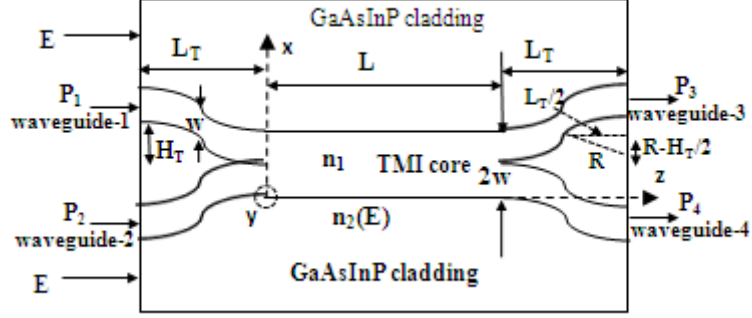 GaAsInP cladding
E
L_T
x
L
L_T
P_1
waveguide-1
w
H_T
n_1
TMI core
2w
L_T/2
R
P_3
waveguide-3
R-H_T/2
z
P_2
waveguide-2
y
n_2(E)
P_4
waveguide-4
E
GaAsInP cladding